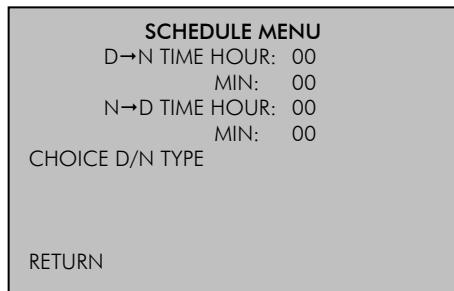 SCHEDULE MENU
D→N TIME HOUR: 00
MIN: 00
N→D TIME HOUR: 00
MIN: 00
CHOICE D/N TYPE
RETURN